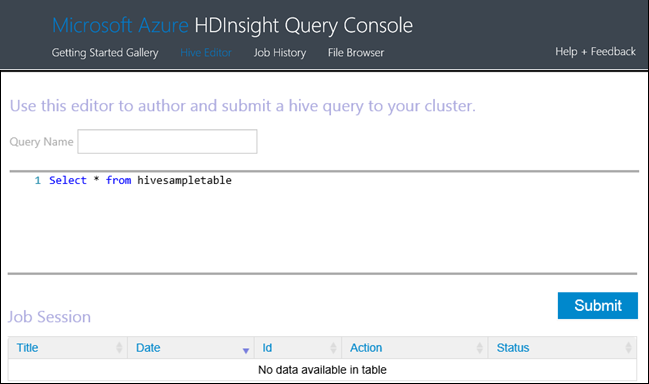 Microsoft Azure HDInsight Query Console
Getting Started Gallery Hive Editor Job History File Browser Help + Feedback
Use this editor to author and submit a hive query to your cluster.
Query Name
1 Select * from hivesampletable
Submit
Job Session
Title Date Id Action Status
No data available in table